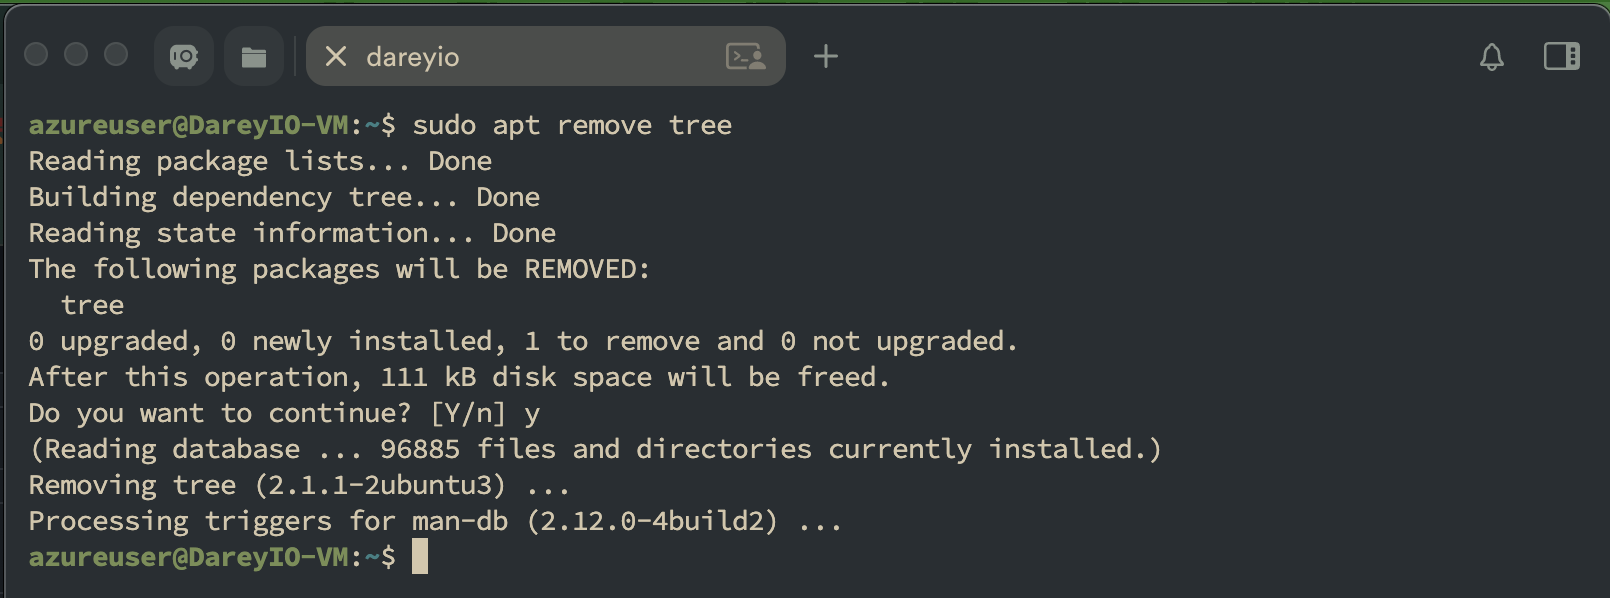 dareyio
azureuser@DareyIO-VM:~$ sudo apt remove tree
Reading package lists... Done
Building dependency tree... Done
Reading state information... Done
The following packages will be REMOVED:
  tree
0 upgraded, 0 newly installed, 1 to remove and 0 not upgraded.
After this operation, 111 kB disk space will be freed.
Do you want to continue? [Y/n] y
(Reading database ... 96885 files and directories currently installed.)
Removing tree (2.1.1-2ubuntu3) ...
Processing triggers for man-db (2.12.0-4build2) ...
azureuser@DareyIO-VM:~$